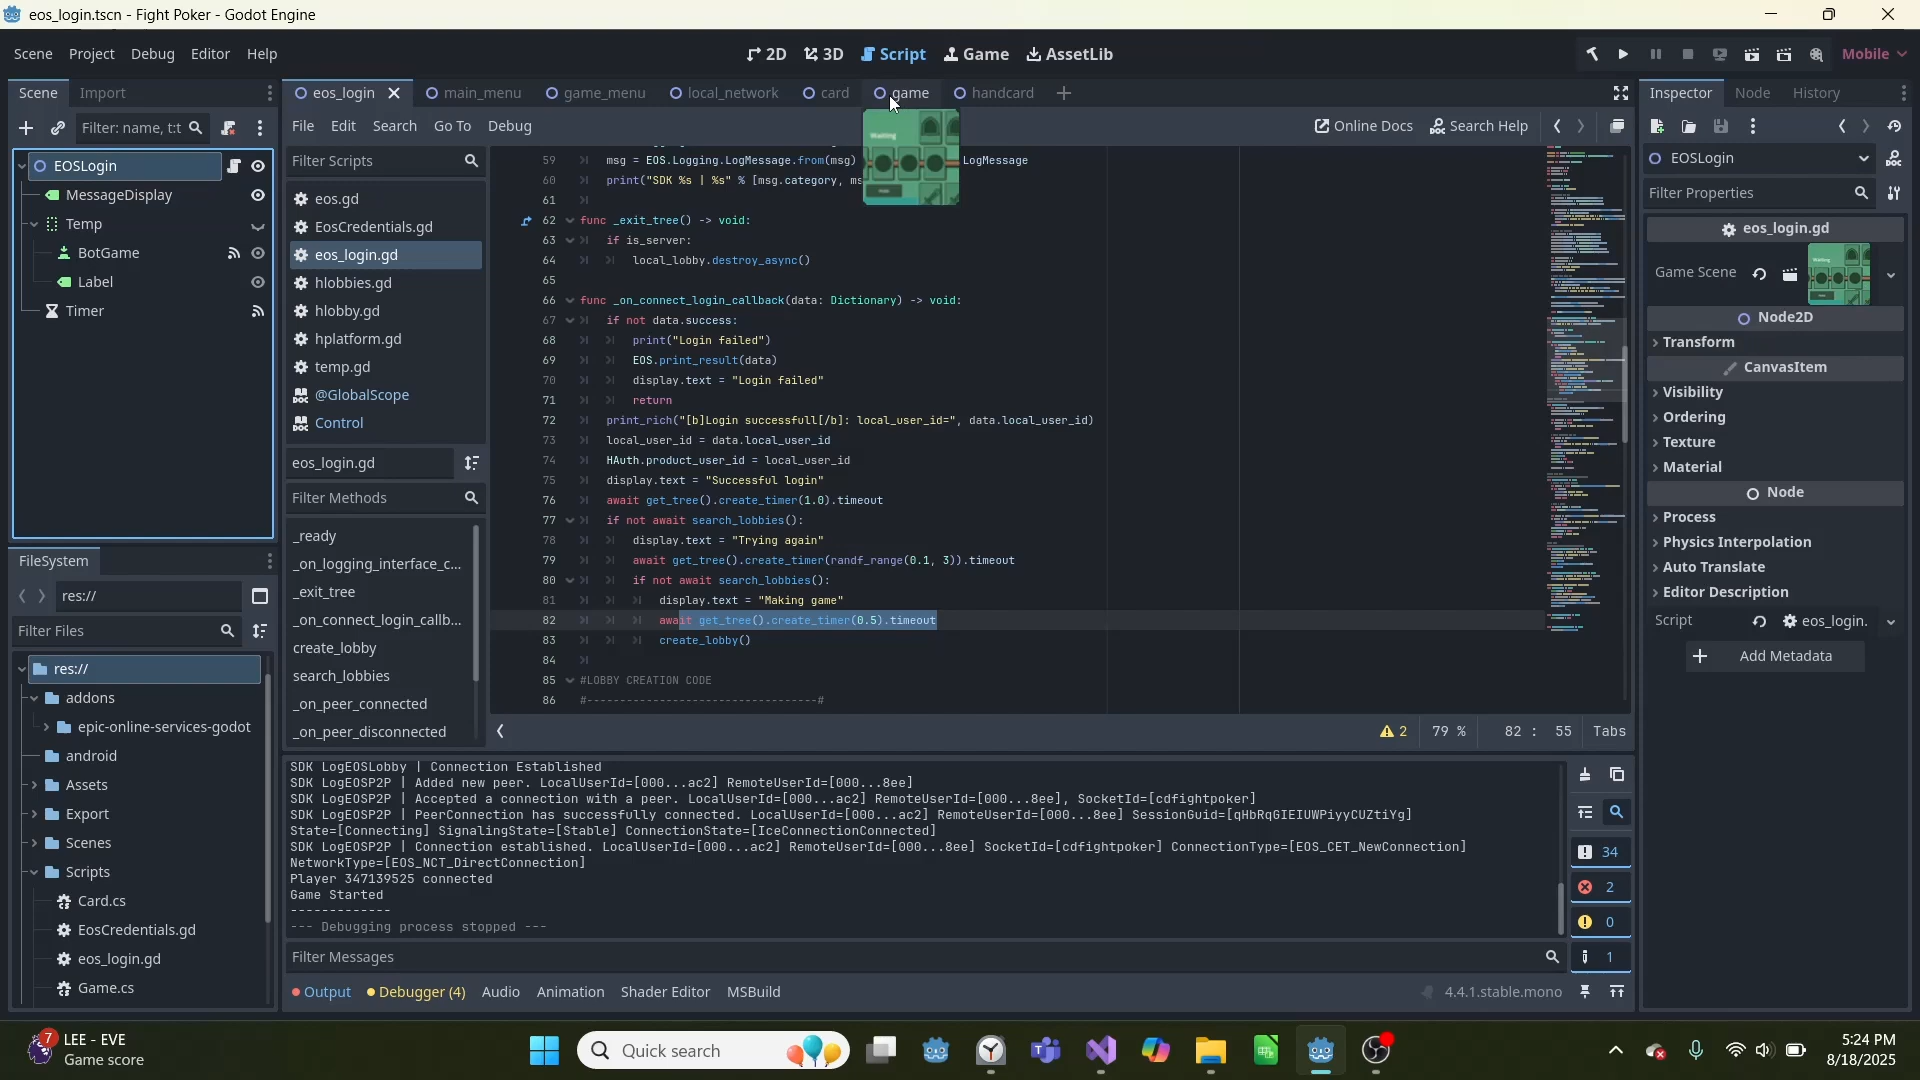 eos_login.tscn - Fight Poker - Godot Engine
Scene Project Debug Editor Help
2D 3D Script Game AssetLib
Mobile
Scene Import
Filter: name, t:t
EOSLogin
MessageDisplay
Temp
BotGame
Label
Timer
FileSystem
res://
Filter Files
res://
addons
epic-online-services-godot
android
Assets
Export
Scenes
Scripts
Card.cs
EosCredentials.gd
eos_login.gd
Game.cs
eos_login main_menu game_menu local_network card game handcard
File Edit Search Go To Debug
Online Docs Search Help
Filter Scripts
eos.gd
EosCredentials.gd
eos_login.gd
hlobbies.gd
hlobby.gd
hplatform.gd
temp.gd
@GlobalScope
Control
eos_login.gd
Filter Methods
_ready
_on_logging_interface_c...
_exit_tree
_on_connect_login_callb...
create_lobby
search_lobbies
_on_peer_connected
_on_peer_disconnected
Waiting
59 msg = EOS.Logging.LogMessage.from(msg) LogMessage
60 print("SDK %s | %s" % [msg.category, ms
61
62 func _exit_tree() -> void:
63 if is_server:
64 local_lobby.destroy_async()
65
66 func _on_connect_login_callback(data: Dictionary) -> void:
67 if not data.success:
68 print("Login failed")
69 EOS.print_result(data)
70 display.text = "Login failed"
71 return
72 print_rich("[b]Login successfull[/b]: local_user_id=", data.local_user_id)
73 local_user_id = data.local_user_id
74 HAuth.product_user_id = local_user_id
75 display.text = "Successful login"
76 await get_tree().create_timer(1.0).timeout
77 if not await search_lobbies():
78 display.text = "Trying again"
79 await get_tree().create_timer(randf_range(0.1, 3)).timeout
80 if not await search_lobbies():
81 display.text = "Making game"
82 await get_tree().create_timer(0.5).timeout
83 create_lobby()
84
85 #LOBBY CREATION CODE
86 #-----------------------------------#
2 79 % 82 : 55 Tabs
SDK LogEOSLobby | Connection Established
SDK LogEOSP2P | Added new peer. LocalUserId=[000...ac2] RemoteUserId=[000...8ee]
SDK LogEOSP2P | Accepted a connection with a peer. LocalUserId=[000...ac2] RemoteUserId=[000...8ee], SocketId=[cdfightpoker]
SDK LogEOSP2P | PeerConnection has successfully connected. LocalUserId=[000...ac2] RemoteUserId=[000...8ee] SessionGuid=[qHbRqGIEIUWPiyyCUZtiYg]
State=[Connecting] SignalingState=[Stable] ConnectionState=[IceConnectionConnected]
SDK LogEOSP2P | Connection established. LocalUserId=[000...ac2] RemoteUserId=[000...8ee] SocketId=[cdfightpoker] ConnectionType=[EOS_CET_NewConnection]
NetworkType=[EOS_NCT_DirectConnection]
Player 347139525 connected
Game Started
-------------
--- Debugging process stopped ---
34
2
0
1
Filter Messages
Output Debugger (4) Audio Animation Shader Editor MSBuild
4.4.1.stable.mono
Inspector Node History
EOSLogin
Filter Properties
eos_login.gd
Game Scene
Node2D
Transform
CanvasItem
Visibility
Ordering
Texture
Material
Node
Process
Physics Interpolation
Auto Translate
Editor Description
Script eos_login.
Add Metadata
7
LEE - EVE
Game score
Quick search
5:24 PM
8/18/2025